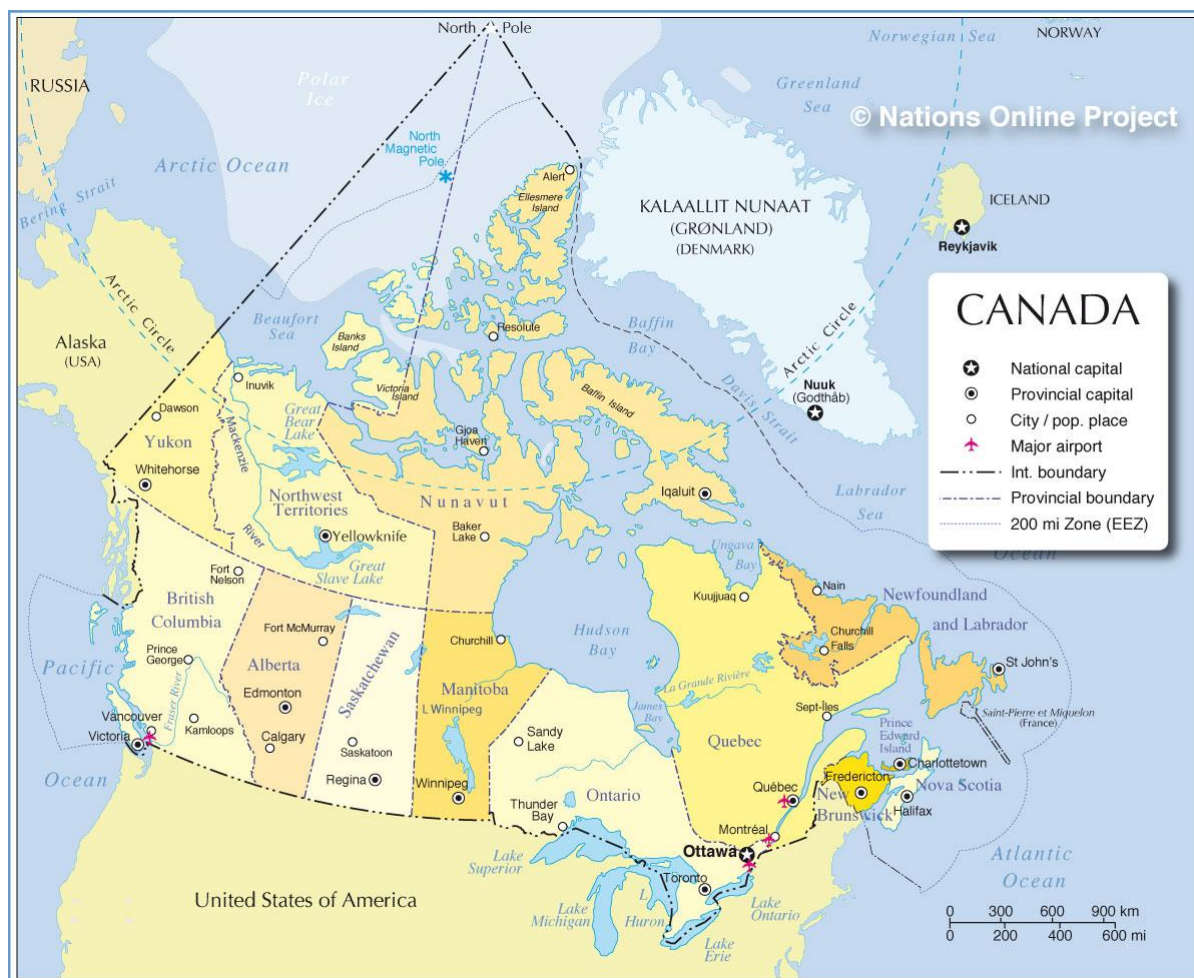 North Pole
Norwegian Sea
NORWAY
RUSSIA
Polar
Ice
Greenland
Sea
© Nations Online Project
North
Magnetic
Pole
Arctic Ocean
Bering Strait
Alert
Ellesmere
Island
KALAALLIT NUNAAT
(GRØNLAND)
(DENMARK)
ICELAND
Reykjavik
Arctic Circle
Beaufort
Sea
Banks
Island
Resolute
Baffin
Bay
Arctic Circle
Alaska
(USA)
Victoria
Island
Baffin Island
Davis Strait
Nuuk
(Godthåb)
CANADA
National capital
Provincial capital
City / pop. place
Major airport
Int. boundary
Provincial boundary
200 mi Zone (EEZ)
Inuvik
Dawson
Yukon
Mackenzie
River
Great
Bear
Lake
Gjoa
Haven
Whitehorse
Northwest
Territories
Nunavut
Iqaluit
Labrador
Sea
Yellowknife
Baker
Lake
Great
Slave Lake
Ungava
Bay
Ocean
Fort
Nelson
British
Columbia
Kuujjuaq
Nain
Newfoundland
and Labrador
Fort McMurray
Churchill
Hudson
Bay
Churchill
Falls
Pacific
Ocean
Prince
George
Alberta
Saskatchewan
Manitoba
La Grande Rivière
St John's
Edmonton
L Winnipeg
James
Bay
Sept-Îles
Saint-Pierre et Miquelon
(France)
Fraser River
Vancouver
Victoria
Kamloops
Calgary
Saskatoon
Sandy
Lake
Quebec
Prince
Edward
Island
Charlottetown
Regina
Winnipeg
Ontario
Québec
Fredericton
New
Brunswick
Nova Scotia
Halifax
Thunder
Bay
Montréal
Ottawa
Lake
Superior
Toronto
Atlantic
Ocean
United States of America
Lake
Michigan
L
Huron
Lake
Ontario
Lake
Erie
0 300 600 900 km
0 200 400 600 mi